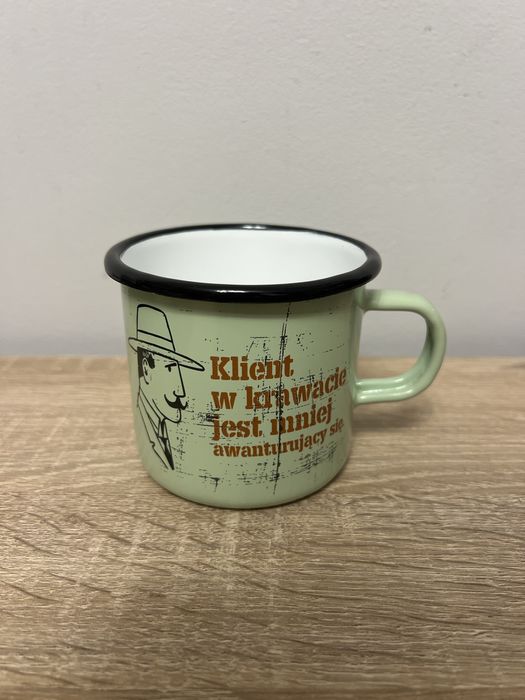 Klient
w krawacie
jest mniej
awanturujący się.